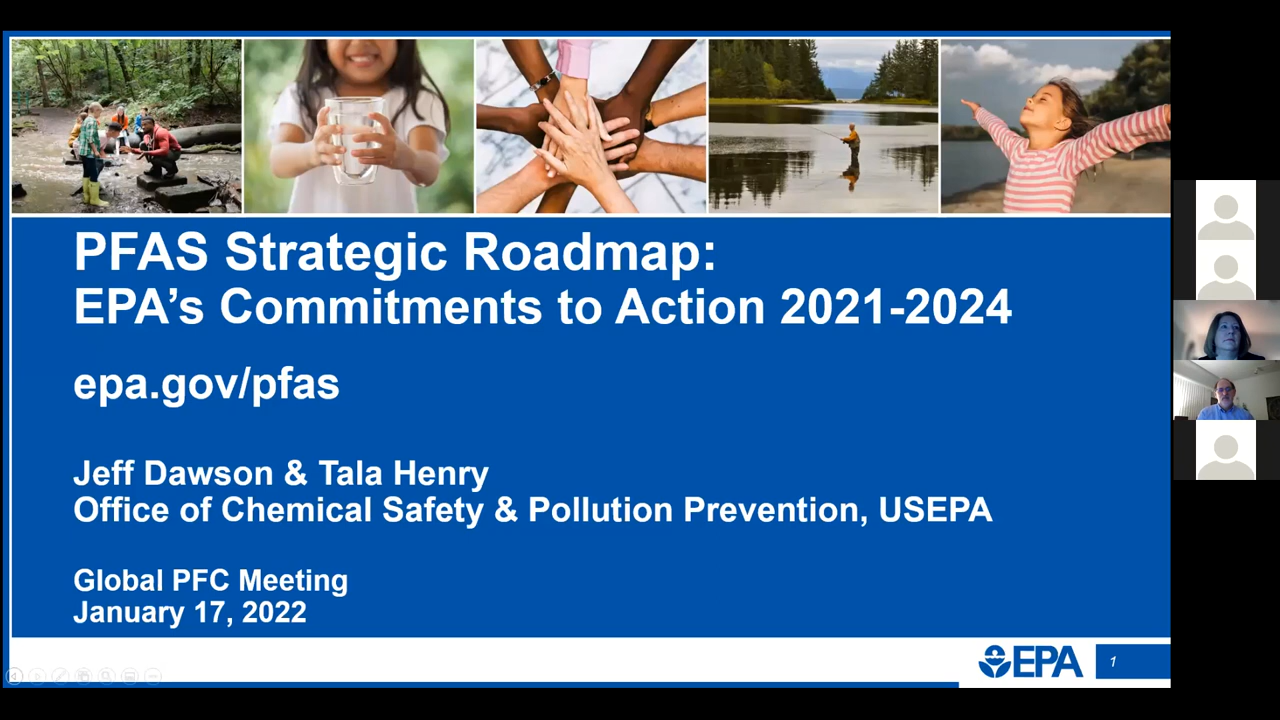 PFAS Strategic Roadmap:
EPA's Commitments to Action 2021-2024
epa.gov/pfas
Jeff Dawson & Tala Henry
Office of Chemical Safety & Pollution Prevention, USEPA
Global PFC Meeting
January 17, 2022
EPA
1